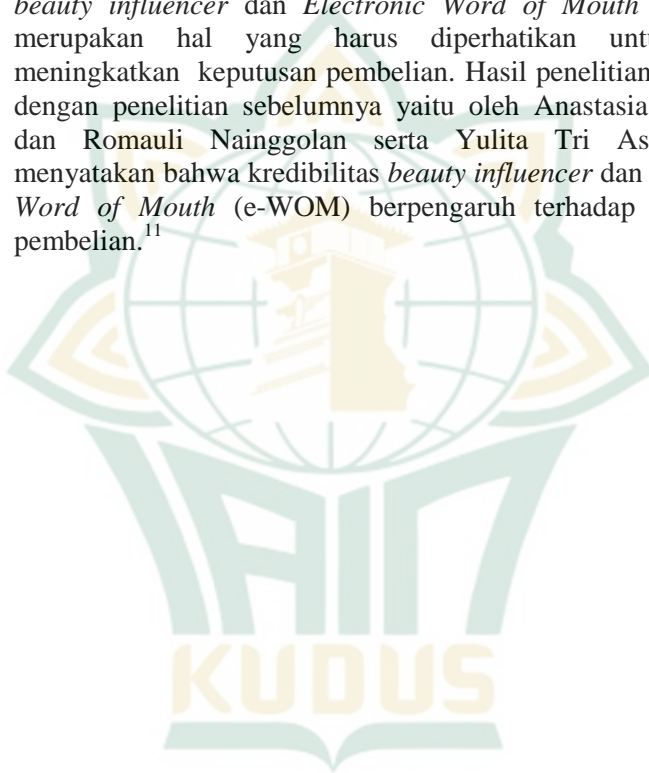 beauty influencer dan Electronic Word of Mouth
merupakan hal yang harus diperhatikan
meningkatkan keputusan pembelian. Hasil penelitian
dengan penelitian sebelumnya yaitu oleh Anastasia
dan Romauli Nainggolan serta Yulita Tri
menyatakan bahwa kredibilitas beauty influencer dan
Word of Mouth (e-WOM) berpengaruh terhadap
pembelian.11
IAIN
KUDUS